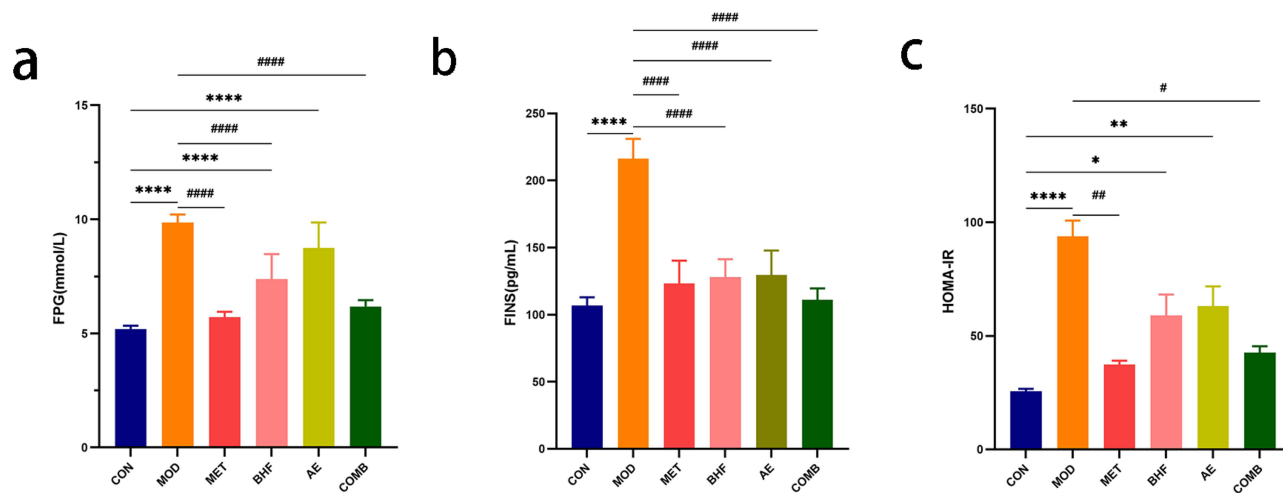 a
####
****
####
****
****
####
FPG(mmol/L)
15
10
5
0
CON
MOD
MET
BHF
AE
COMB
b
####
####
####
****
####
FINS(pg/mL)
250
200
150
100
50
0
CON
MOD
MET
BHF
AE
COMB
c
#
**
*
****
##
HOMA-IR
150
100
50
0
CON
MOD
MET
BHF
AE
COMB